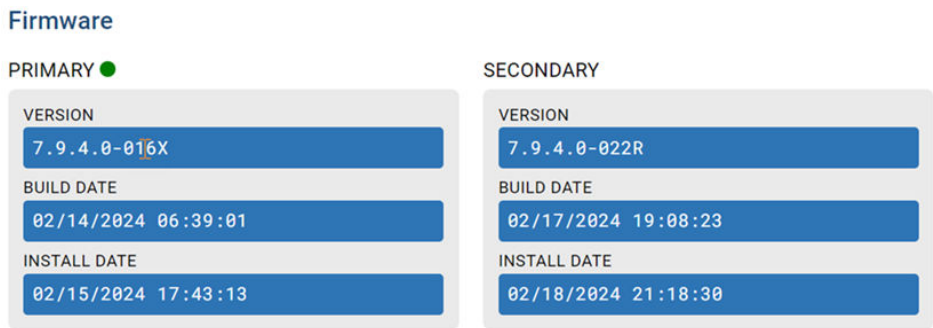 Firmware
PRIMARY
VERSION
7.9.4.0-016X
BUILD DATE
02/14/2024 06:39:01
INSTALL DATE
02/15/2024 17:43:13
SECONDARY
VERSION
7.9.4.0-022R
BUILD DATE
02/17/2024 19:08:23
INSTALL DATE
02/18/2024 21:18:30